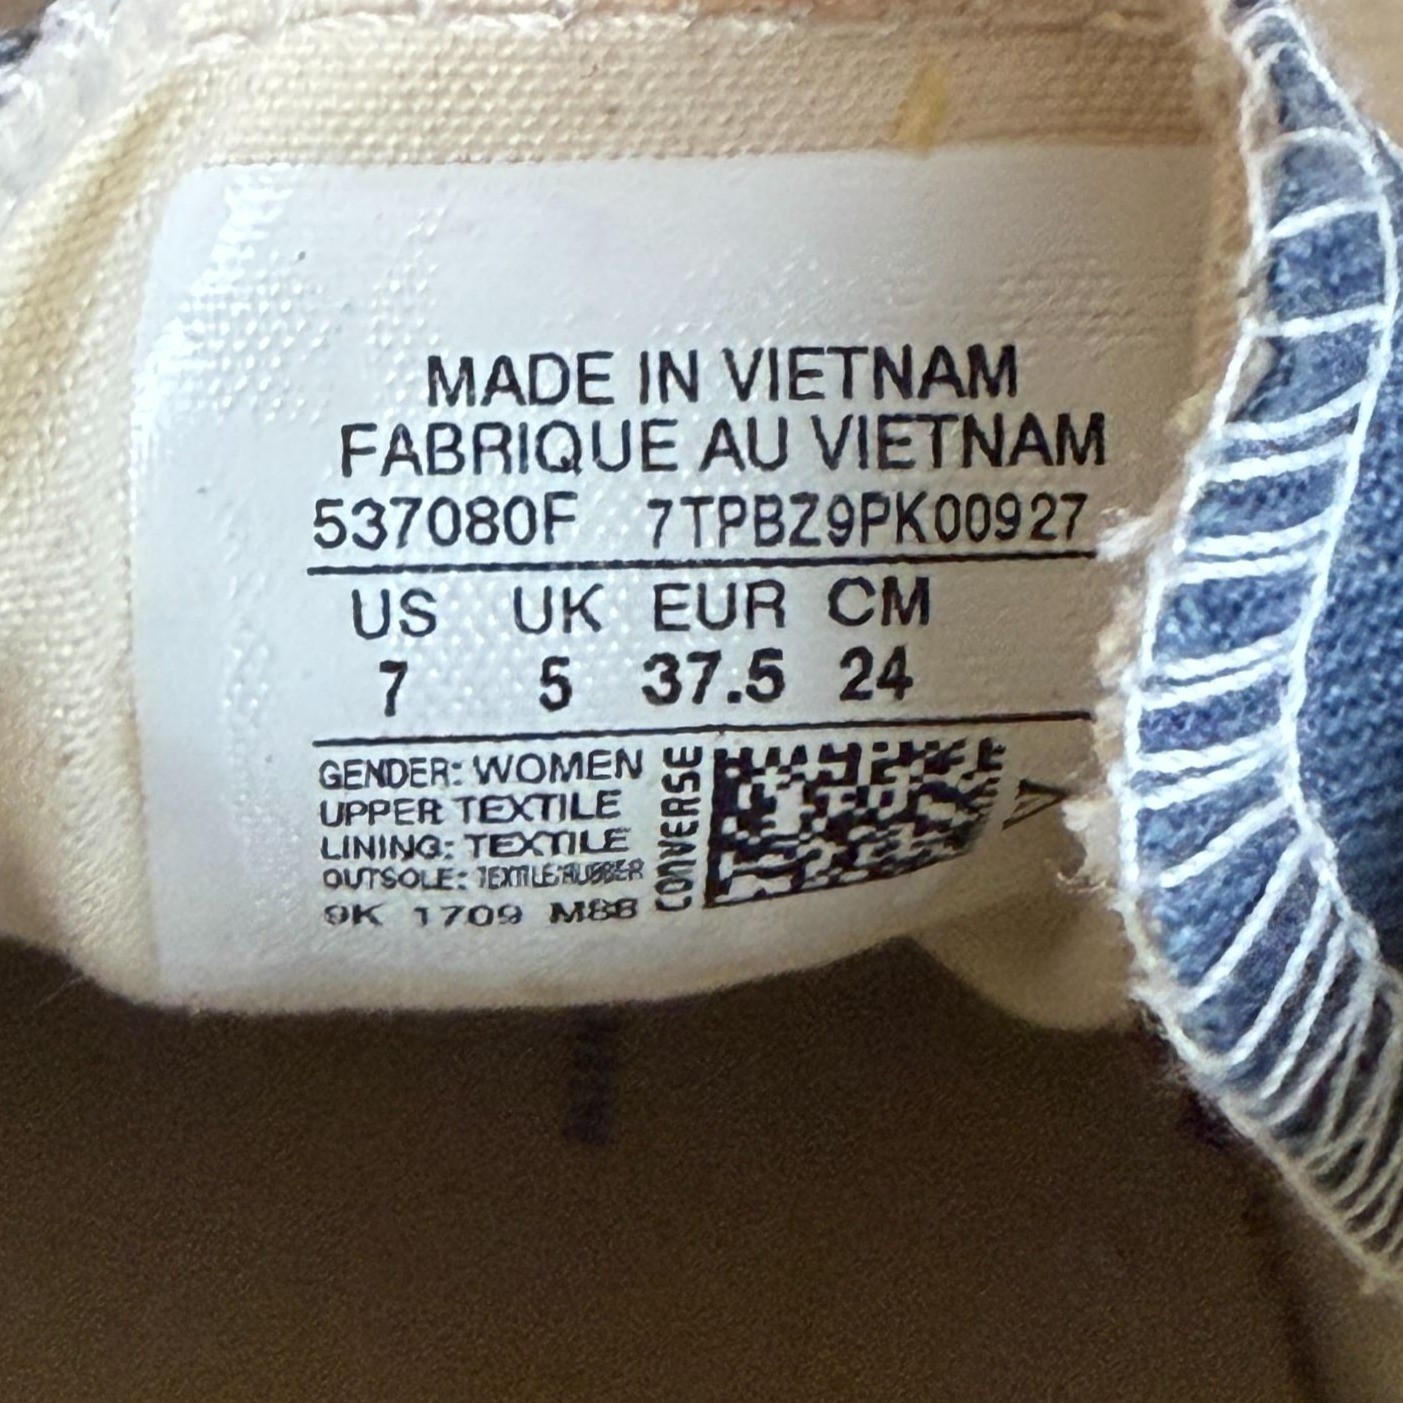 MADE IN VIETNAM
FABRIQUE AU VIETNAM
537080F 7TPBZ9PK00927
US UK EUR CM
7 5 37.5 24
GENDER: WOMEN
UPPER TEXTILE
LINING: TEXTILE
OUTSOLE: TEXTILE/RUBBER
9K 1709 M88
CONVERSE